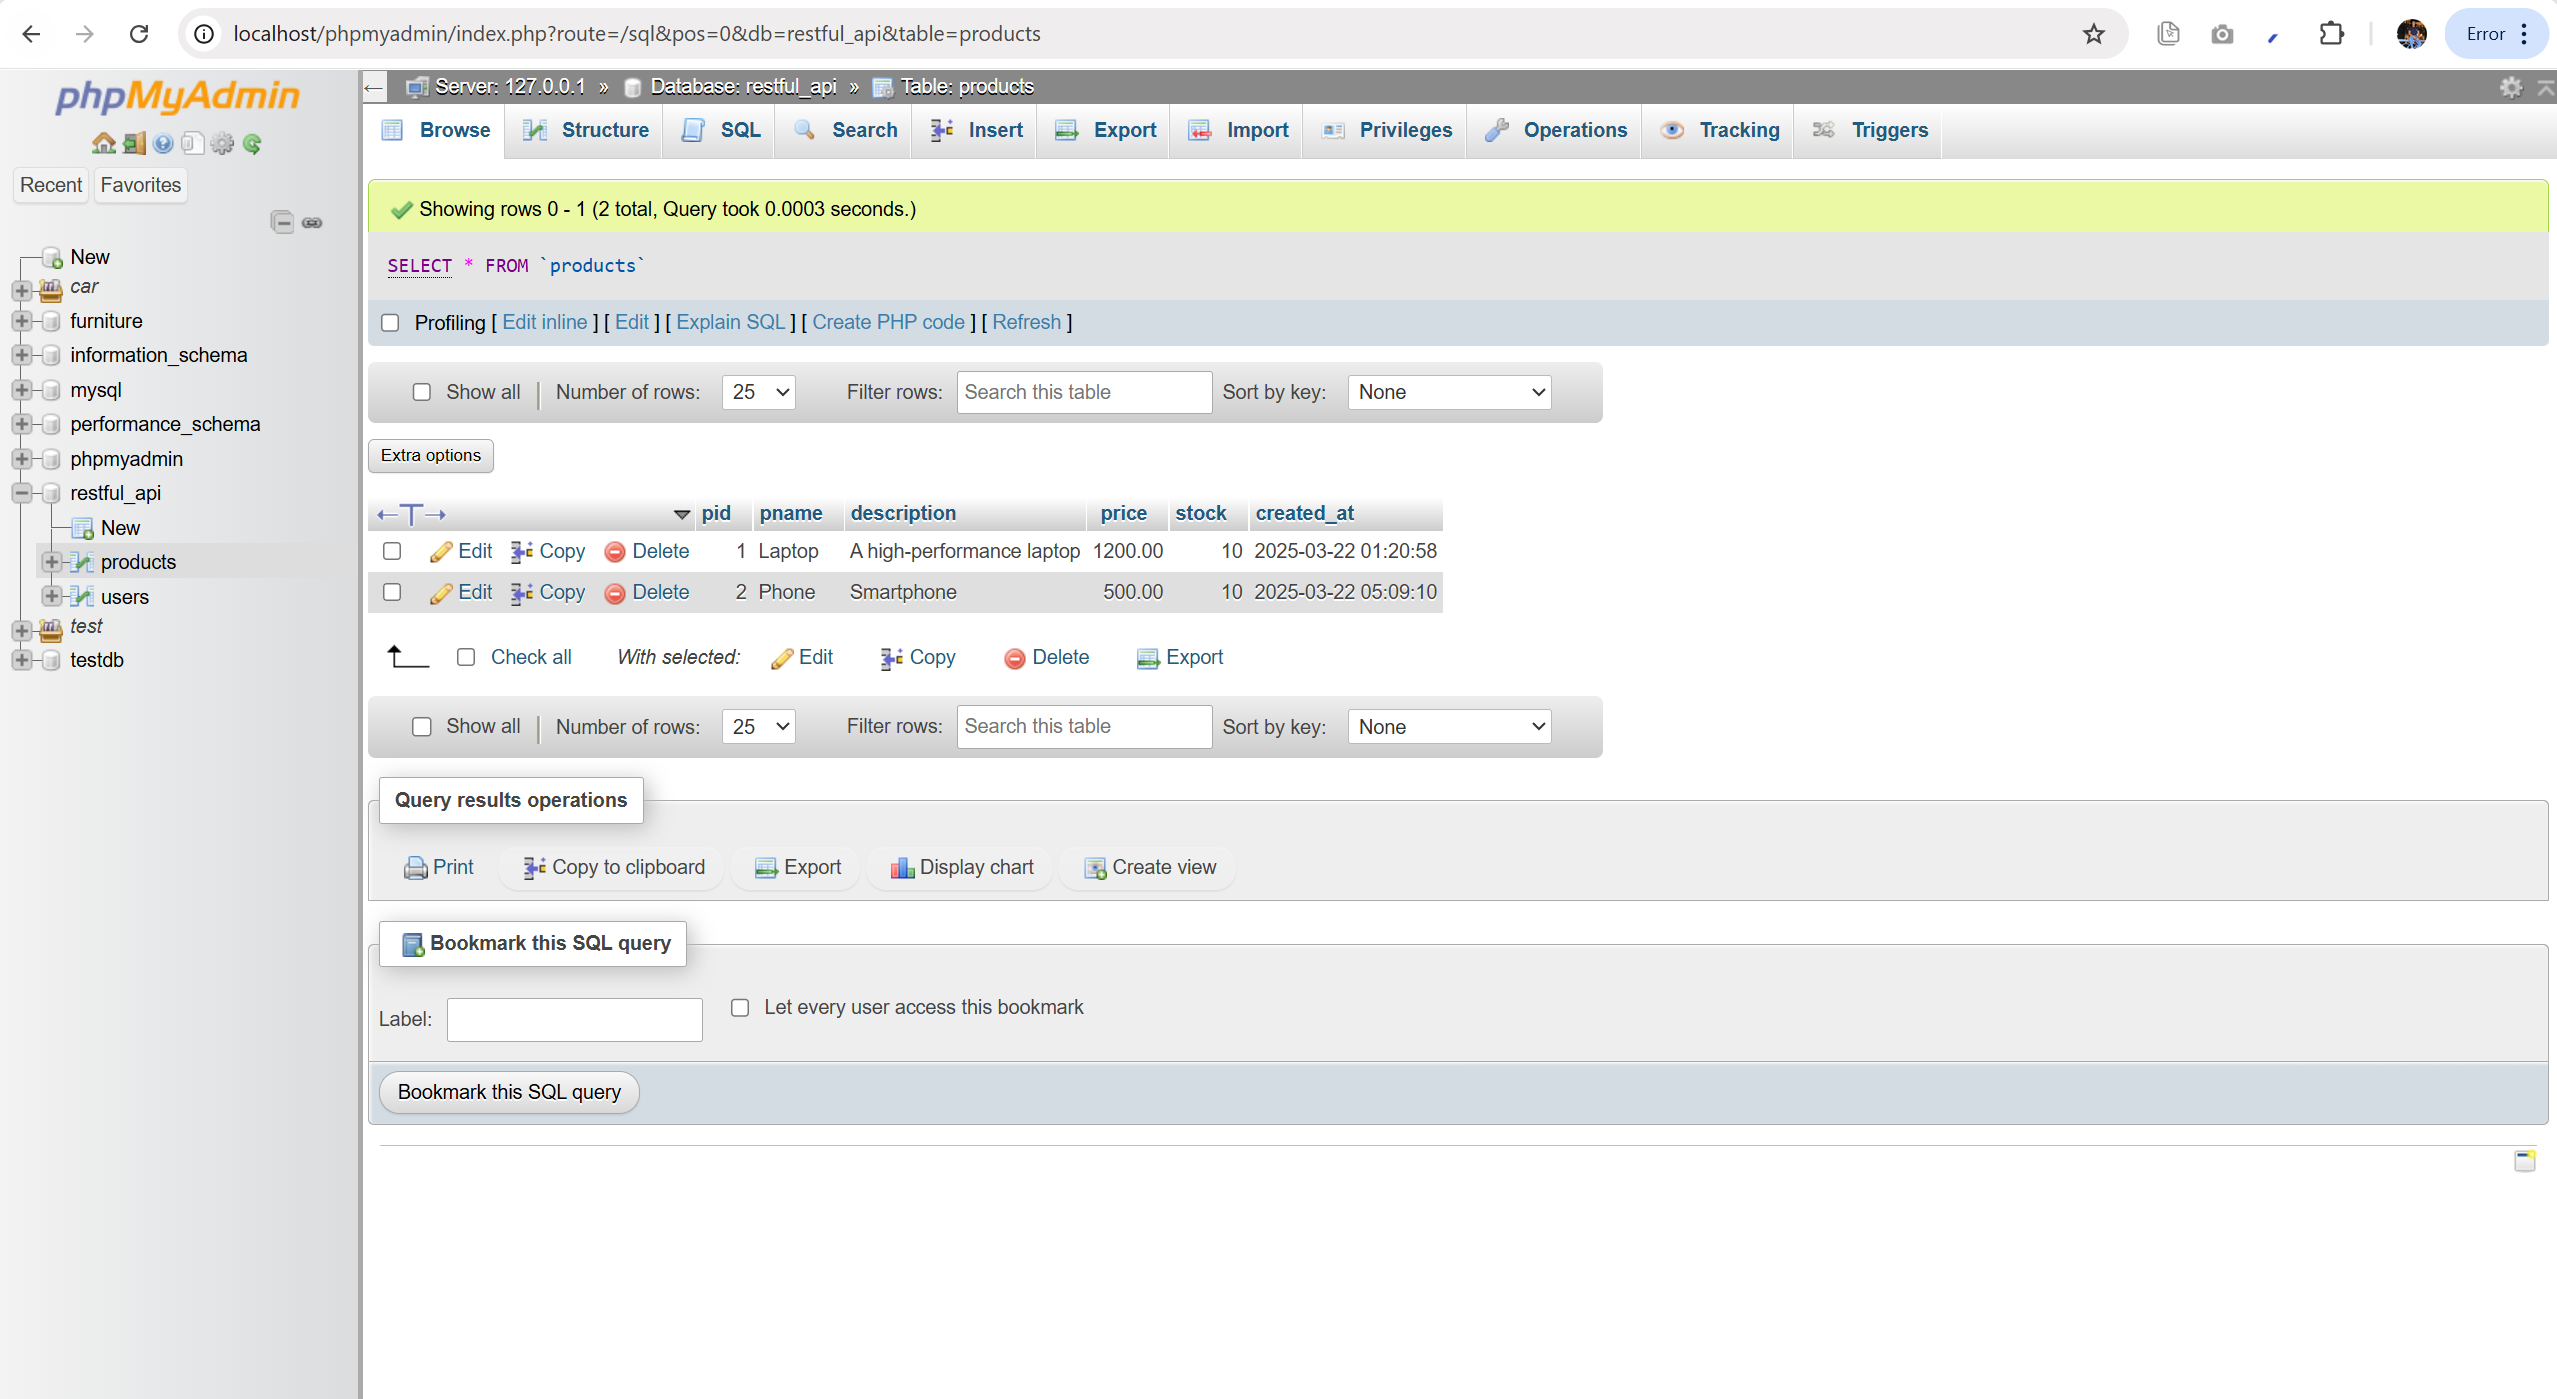 localhost/phpmyadmin/index.php?route=/sql&pos=0&db=restful_api&table=products
Error
phpMyAdmin
Recent Favorites
New
car
furniture
information_schema
mysql
performance_schema
phpmyadmin
restful_api
New
products
users
test
testdb
Server: 127.0.0.1 » Database: restful_api » Table: products
Browse Structure SQL Search Insert Export Import Privileges Operations Tracking Triggers
Showing rows 0 - 1 (2 total, Query took 0.0003 seconds.)
SELECT * FROM `products`
Profiling [ Edit inline ] [ Edit ] [ Explain SQL ] [ Create PHP code ] [ Refresh ]
Show all | Number of rows: 25 Filter rows: Search this table Sort by key: None
Extra options
pid pname description price stock created_at
Edit Copy Delete 1 Laptop A high-performance laptop 1200.00 10 2025-03-22 01:20:58
Edit Copy Delete 2 Phone Smartphone 500.00 10 2025-03-22 05:09:10
Check all With selected: Edit Copy Delete Export
Show all | Number of rows: 25 Filter rows: Search this table Sort by key: None
Query results operations
Print Copy to clipboard Export Display chart Create view
Bookmark this SQL query
Label: Let every user access this bookmark
Bookmark this SQL query